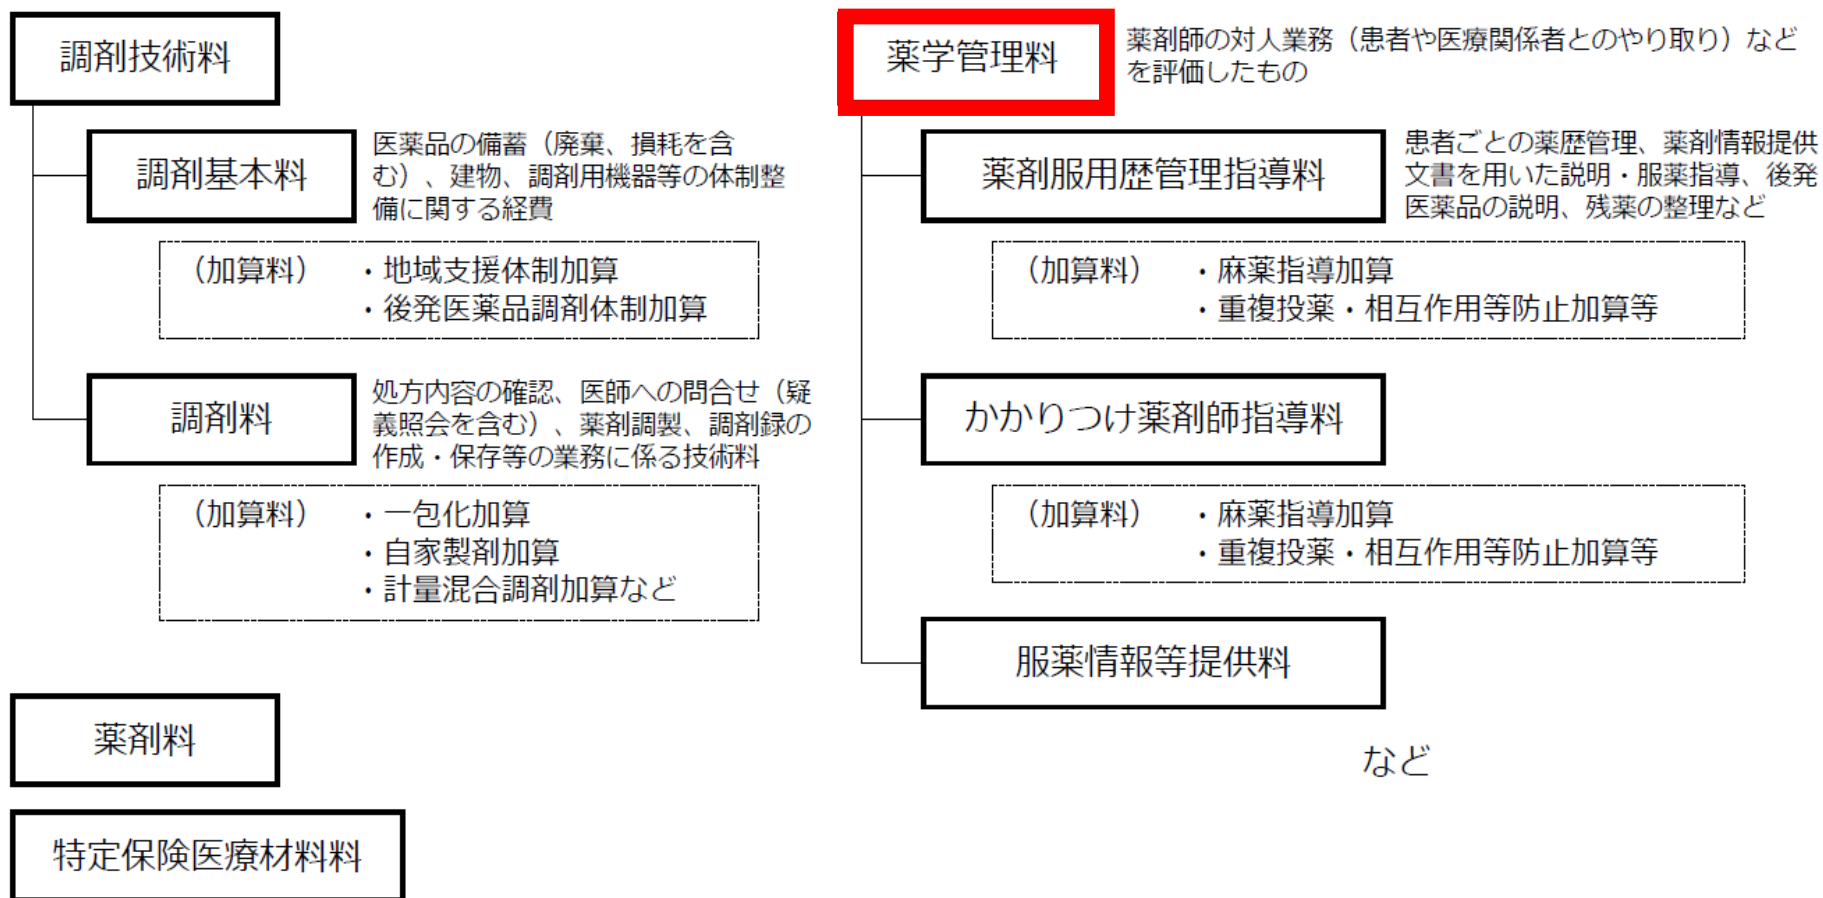 調剤技術料
調剤基本料
医薬品の備蓄（廃棄、損耗を含
む）、建物、調剤用機器等の体制整
備に関する経費
（加算料）　・地域支援体制加算
・後発医薬品調剤体制加算
調剤料
処方内容の確認、医師への問合せ（疑
義照会を含む）、薬剤調製、調剤録の
作成・保存等の業務に係る技術料
（加算料）　・一包化加算
・自家製剤加算
・計量混合調剤加算など
薬剤料
特定保険医療材料料
薬学管理料
薬剤師の対人業務（患者や医療関係者とのやり取り）など
を評価したもの
薬剤服用歴管理指導料
患者ごとの薬歴管理、薬剤情報提供
文書を用いた説明・服薬指導、後発
医薬品の説明、残薬の整理など
（加算料）　・麻薬指導加算
・重複投薬・相互作用等防止加算等
かかりつけ薬剤師指導料
（加算料）　・麻薬指導加算
・重複投薬・相互作用等防止加算等
服薬情報等提供料
など